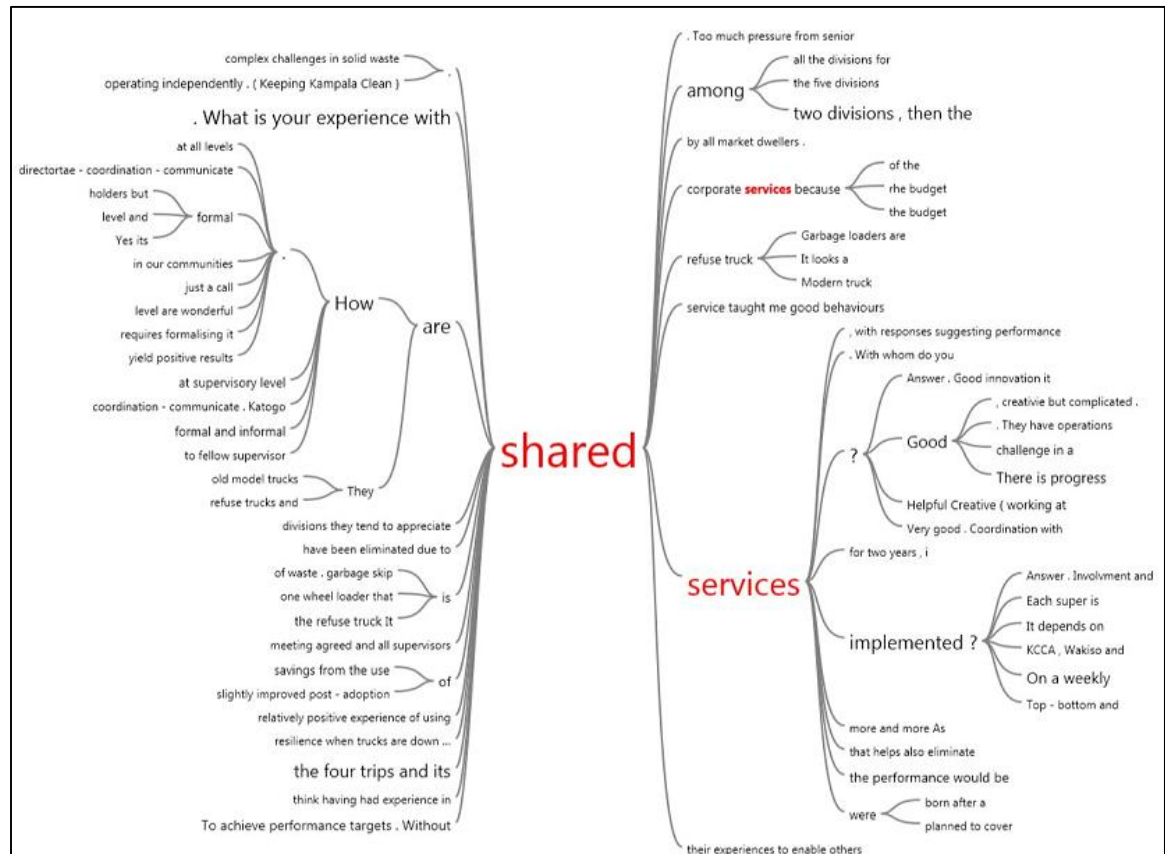 complex challenges in solid waste
operating independently . ( Keeping Kampala Clean )
.
. What is your experience with
at all levels
directortae - coordination - communicate
holders but
level and
Yes its
formal
in our communities
just a call
level are wonderful
requires formalising it
yield positive results
.
at supervisory level
coordination - communicate . Katogo
formal and informal
to fellow supervisor
How
old model trucks
refuse trucks and
They
are
divisions they tend to appreciate
have been eliminated due to
of waste . garbage skip
one wheel loader that
the refuse truck It
is
meeting agreed and all supervisors
savings from the use
slightly improved post - adoption
of
relatively positive experience of using
resilience when trucks are down ...
the four trips and its
think having had experience in
To achieve performance targets . Without
shared
. Too much pressure from senior
among
all the divisions for
the five divisions
two divisions , then the
by all market dwellers .
corporate services because
of the
rhe budget
the budget
refuse truck
Garbage loaders are
It looks a
Modern truck
service taught me good behaviours
services
, with responses suggesting performance
. With whom do you
?
Answer . Good innovation it
Good
, creativie but complicated .
. They have operations
challenge in a
There is progress
Helpful Creative ( working at
Very good . Coordination with
for two years , i
implemented ?
Answer . Involvment and
Each super is
It depends on
KCCA , Wakiso and
On a weekly
Top - bottom and
more and more As
that helps also eliminate
the performance would be
were
born after a
planned to cover
their experiences to enable others